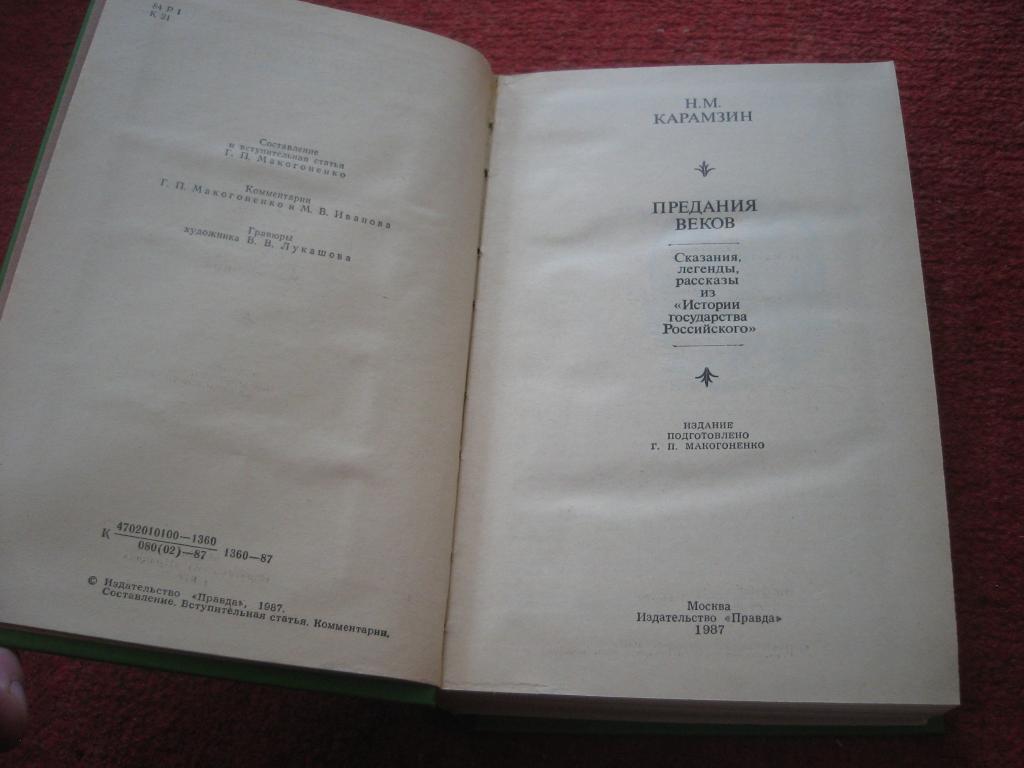 84 Р 1
К 21
Составление
и вступительная статья
Г. П. Макогоненко
Комментарии
Г. П. Макогоненко и М. В. Иванова
Гравюры
художника В. В. Лукашова
К 4702010100—1360
080(02)—87 1360—87
© Издательство «Правда», 1987.
Составление. Вступительная статья. Комментарии.
Н.М.
КАРАМЗИН
ПРЕДАНИЯ
ВЕКОВ
Сказания,
легенды,
рассказы
из
«Истории
государства
Российского»
ИЗДАНИЕ
ПОДГОТОВЛЕНО
Г. П. МАКОГОНЕНКО
Москва
Издательство «Правда»
1987